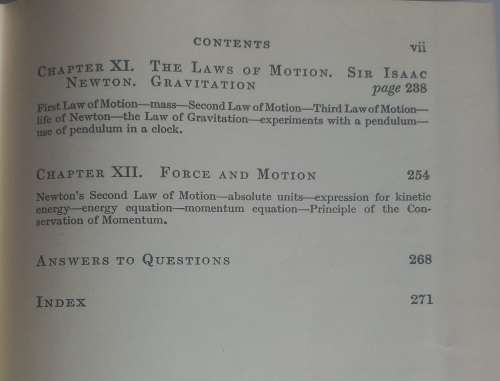 CONTENTS vii
CHAPTER XI. THE LAWS OF MOTION. SIR ISAAC
NEWTON. GRAVITATION page 238
First Law of Motion—mass—Second Law of Motion—Third Law of Motion—
life of Newton—the Law of Gravitation—experiments with a pendulum—
use of pendulum in a clock.
CHAPTER XII. FORCE AND MOTION 254
Newton's Second Law of Motion—absolute units—expression for kinetic
energy—energy equation—momentum equation—Principle of the Con-
servation of Momentum.
ANSWERS TO QUESTIONS 268
INDEX 271